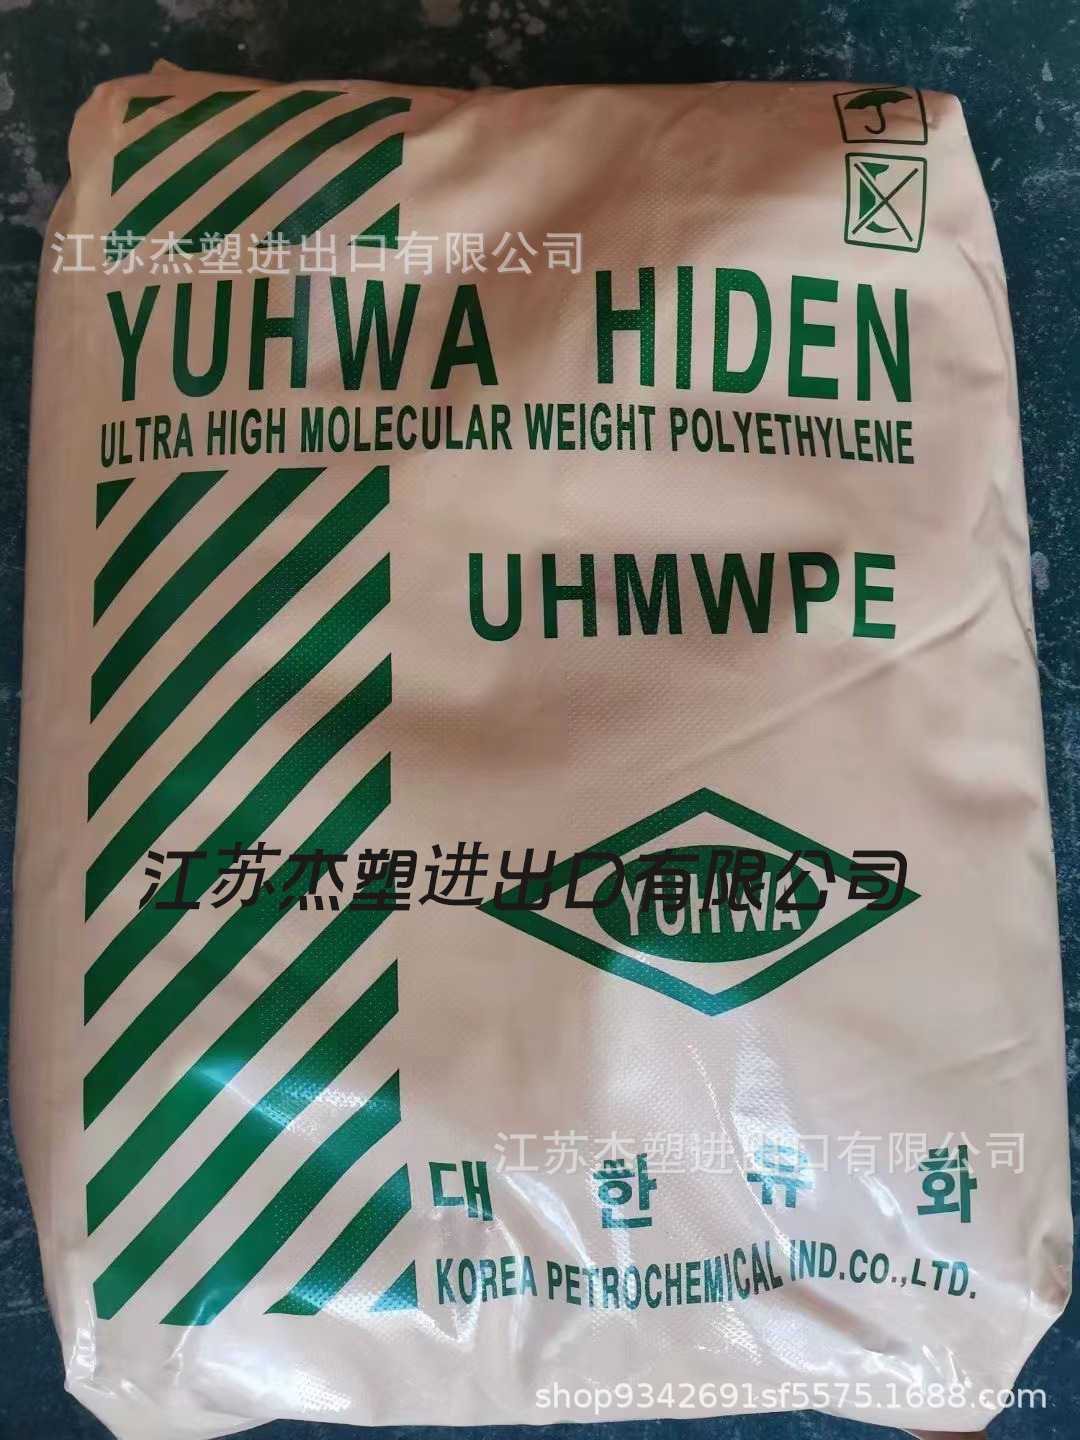 江苏杰塑进出口有限公司
YUHWA HIDEN
ULTRA HIGH MOLECULAR WEIGHT POLYETHYLENE
UHMWPE
江苏杰塑进出口有限公司
YUHWA
江苏杰塑进出口有限公司
대 한 유 화
KOREA PETROCHEMICAL IND.CO.,LTD.
shop9342691sf5575.1688.com